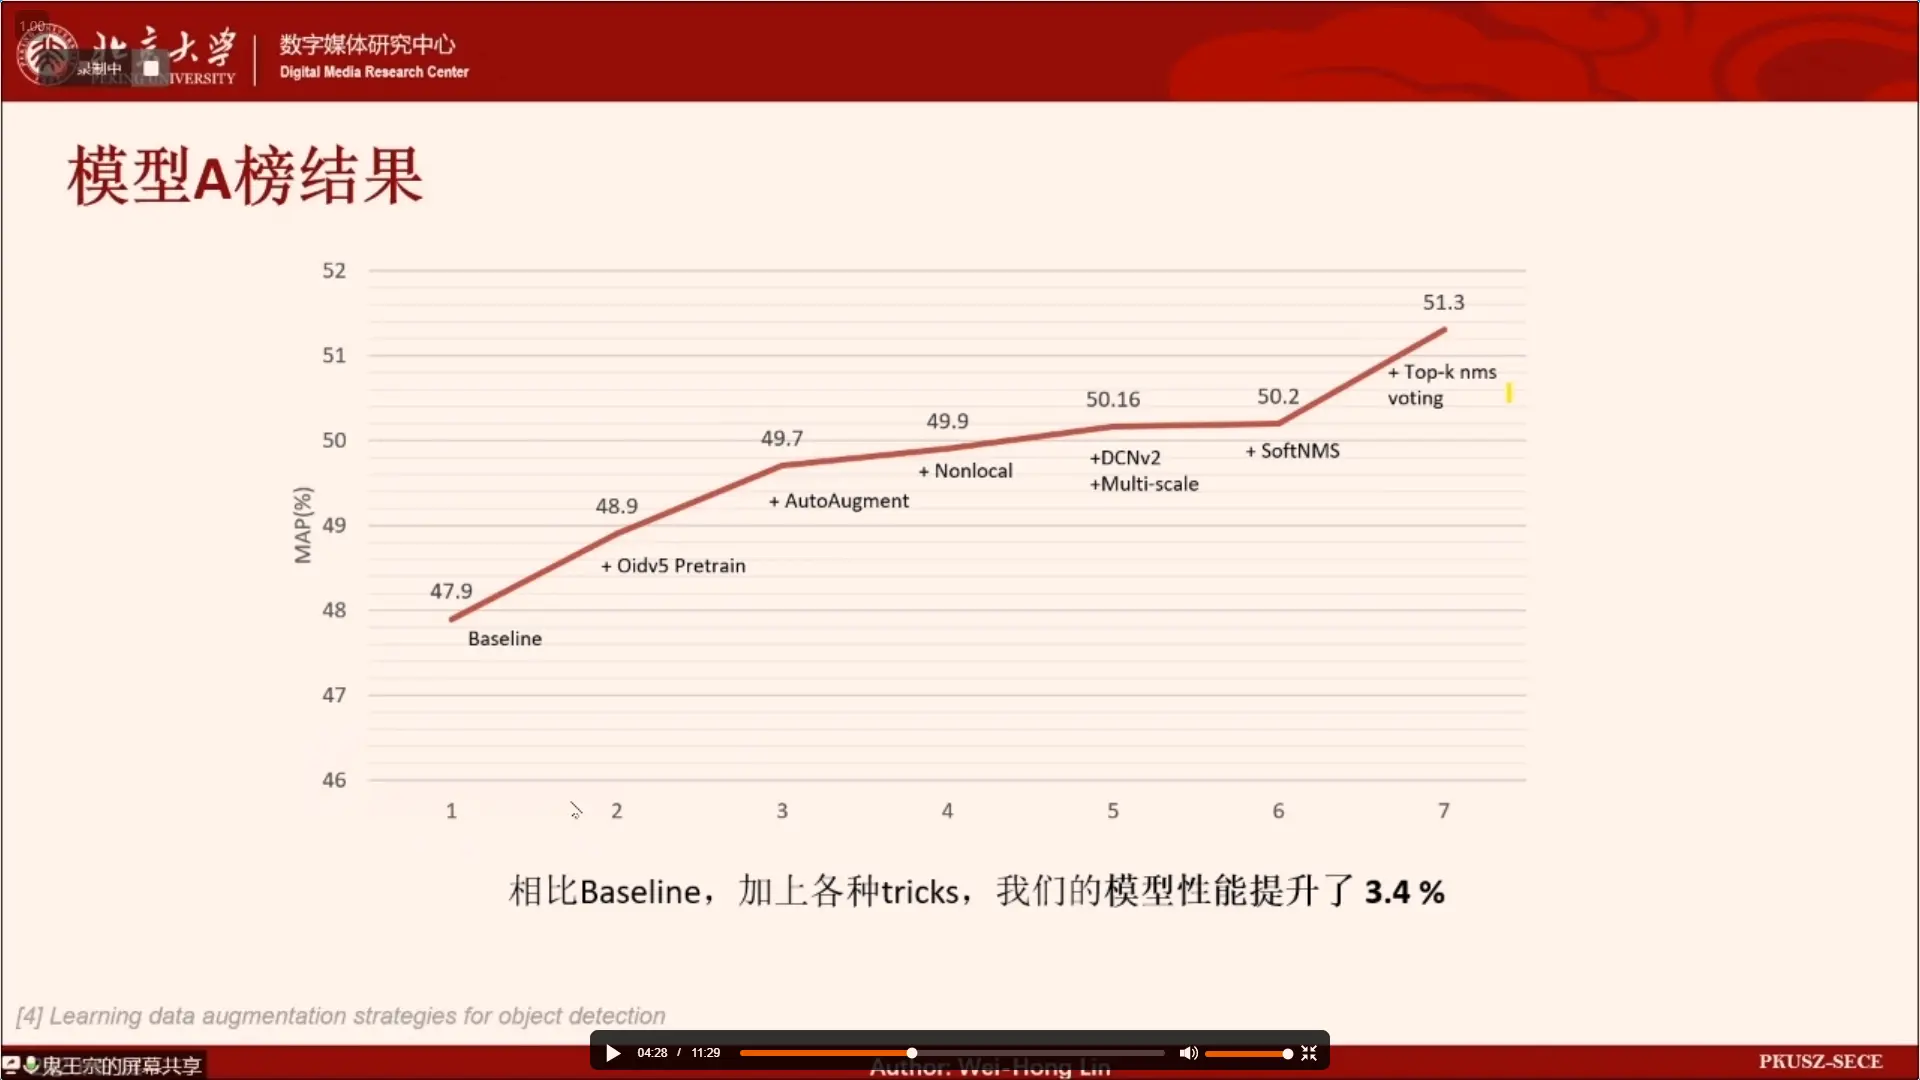 1.00
北京大学
数字媒体研究中心
录制中
UNIVERSITY
Digital Media Research Center
模型A榜结果
52
51.3
51
+ Top-k nms
voting
50.16
50.2
49.9
49.7
50
+ SoftNMS
+DCNv2
+ Nonlocal
+Multi-scale
+ AutoAugment
48.9
MAP(%)
49
+ Oidv5 Pretrain
47.9
48
Baseline
47
46
1 2 3 4 5 6 7
相比Baseline，加上各种tricks，我们的模型性能提升了 3.4 %
[4] Learning data augmentation strategies for object detection
04:28 / 11:29
鬼王宗的屏幕共享
Author: Wei-Hong Lin
PKUSZ-SECE